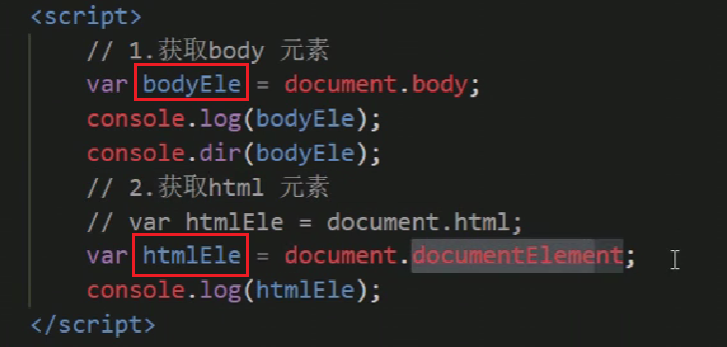 <script>
// 1.获取body 元素
var bodyEle = document.body;
console.log(bodyEle);
console.dir(bodyEle);
// 2.获取html 元素
// var htmlEle = document.html;
var htmlEle = document.documentElement;
console.log(htmlEle);
</script>